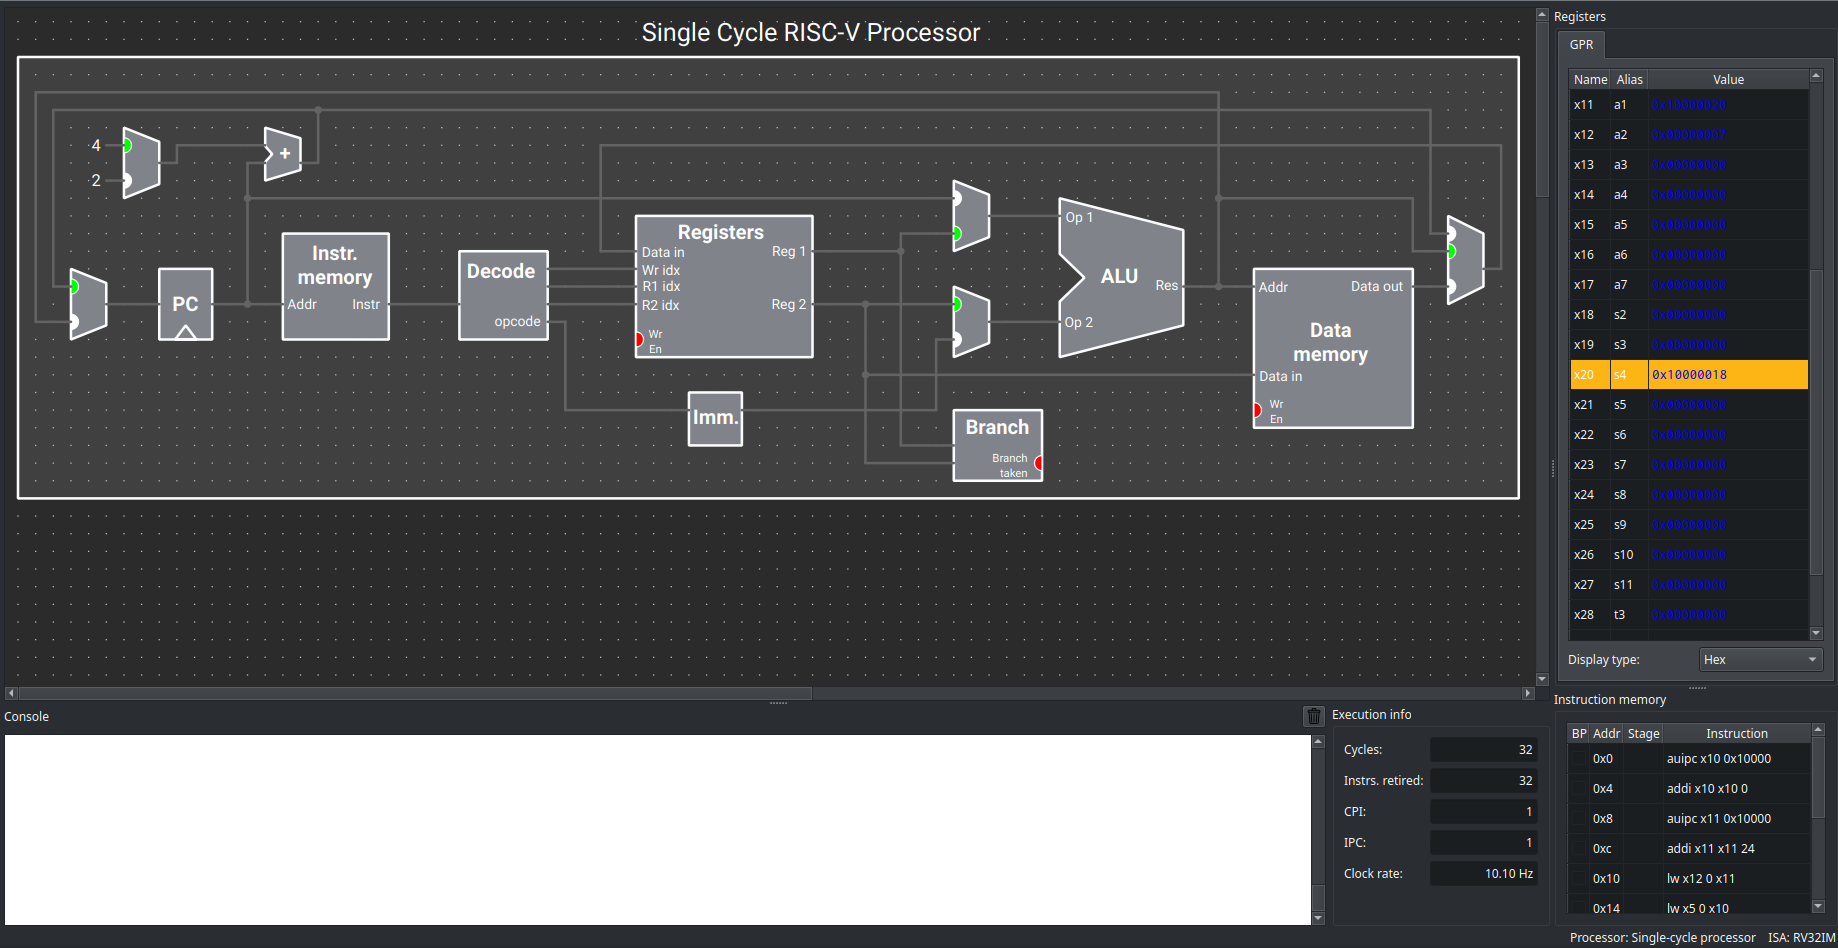 Single Cycle RISC-V Processor
4
2
+
PC
Instr.
memory
Addr
Instr
Decode
opcode
Registers
Data in
Wr idx
R1 idx
R2 idx
Wr
En
Reg 1
Reg 2
Imm.
Op 1
Op 2
ALU
Res
Branch
Branch
taken
Addr
Data out
Data
memory
Data in
Wr
En
Registers
GPR
Name Alias Value
x11 a1
x12 a2 0x00000007
x13 a3 0x00000000
x14 a4 0x00000000
x15 a5 0x00000000
x16 a6 0x00000000
x17 a7 0x00000000
x18 s2 0x00000000
x19 s3 0x00000000
x20 s4 0x10000018
x21 s5 0x00000000
x22 s6 0x00000000
x23 s7 0x00000000
x24 s8 0x00000000
x25 s9 0x00000000
x26 s10 0x00000000
x27 s11 0x00000000
x28 t3 0x00000000
Display type: Hex
Console
Execution info
Cycles: 32
Instrs. retired: 32
CPI: 1
IPC: 1
Clock rate: 10.10 Hz
Instruction memory
BP Addr Stage Instruction
0x0 auipc x10 0x10000
0x4 addi x10 x10 0
0x8 auipc x11 0x10000
0xc addi x11 x11 24
0x10 lw x12 0 x11
0x14 lw x5 0 x10
Processor: Single-cycle processor ISA: RV32IM